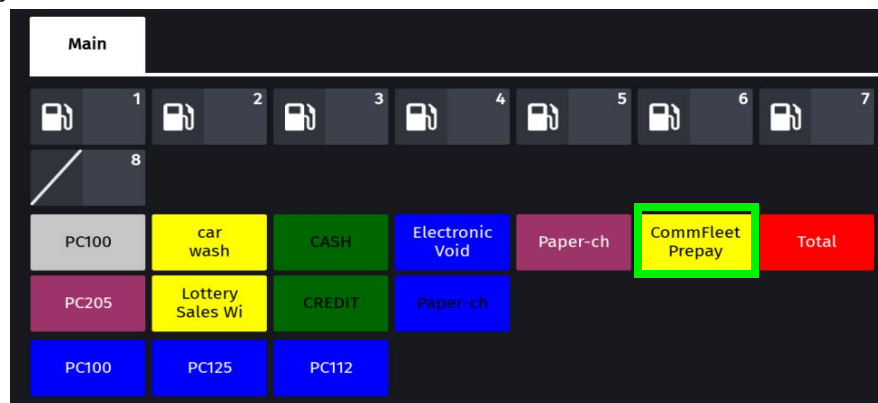 Main
1 2 3 4 5 6 7
8
PC100 car wash CASH Electronic Void Paper-ch CommFleet Prepay Total
PC205 Lottery Sales Wi CREDIT Paper-ch
PC100 PC125 PC112